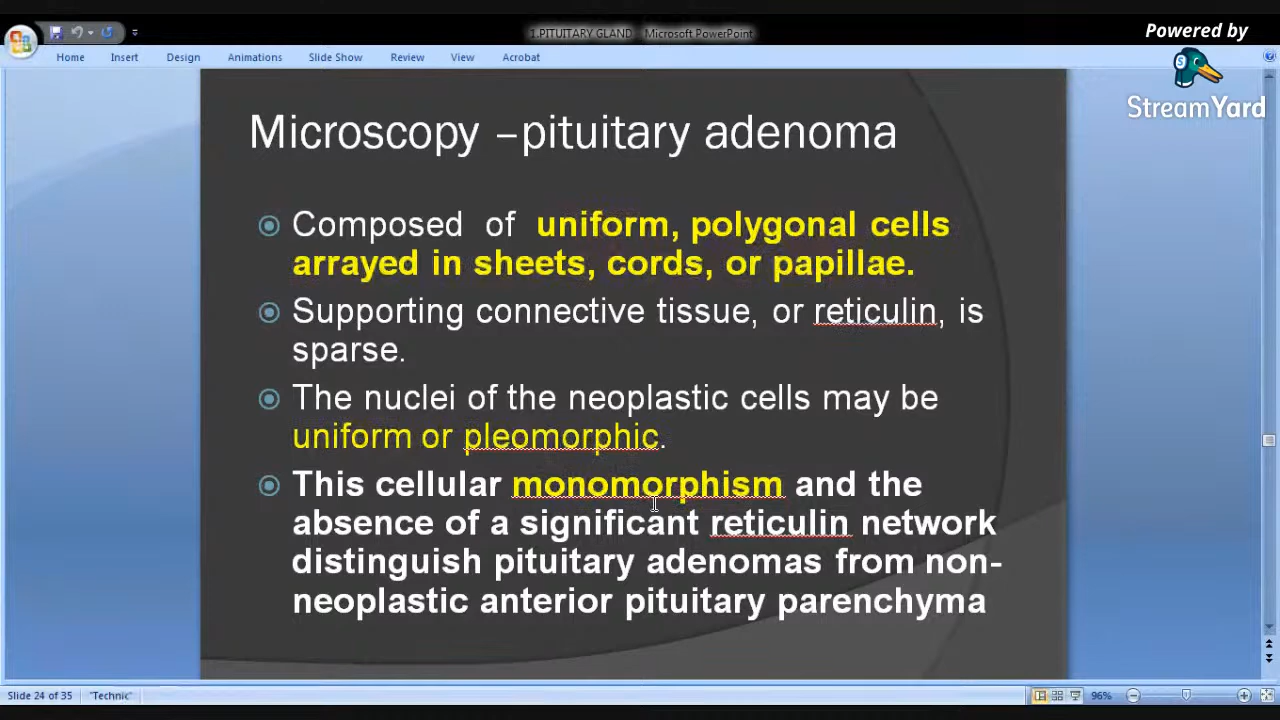 1.PITUITARY GLAND - Microsoft PowerPoint
Powered by
Home Insert Design Animations Slide Show Review View Acrobat
StreamYard
Microscopy –pituitary adenoma
Composed of uniform, polygonal cells
arrayed in sheets, cords, or papillae.
Supporting connective tissue, or reticulin, is
sparse.
The nuclei of the neoplastic cells may be
uniform or pleomorphic.
This cellular monomorphism and the
absence of a significant reticulin network
distinguish pituitary adenomas from non-
neoplastic anterior pituitary parenchyma
Slide 24 of 35 "Technic" 96%